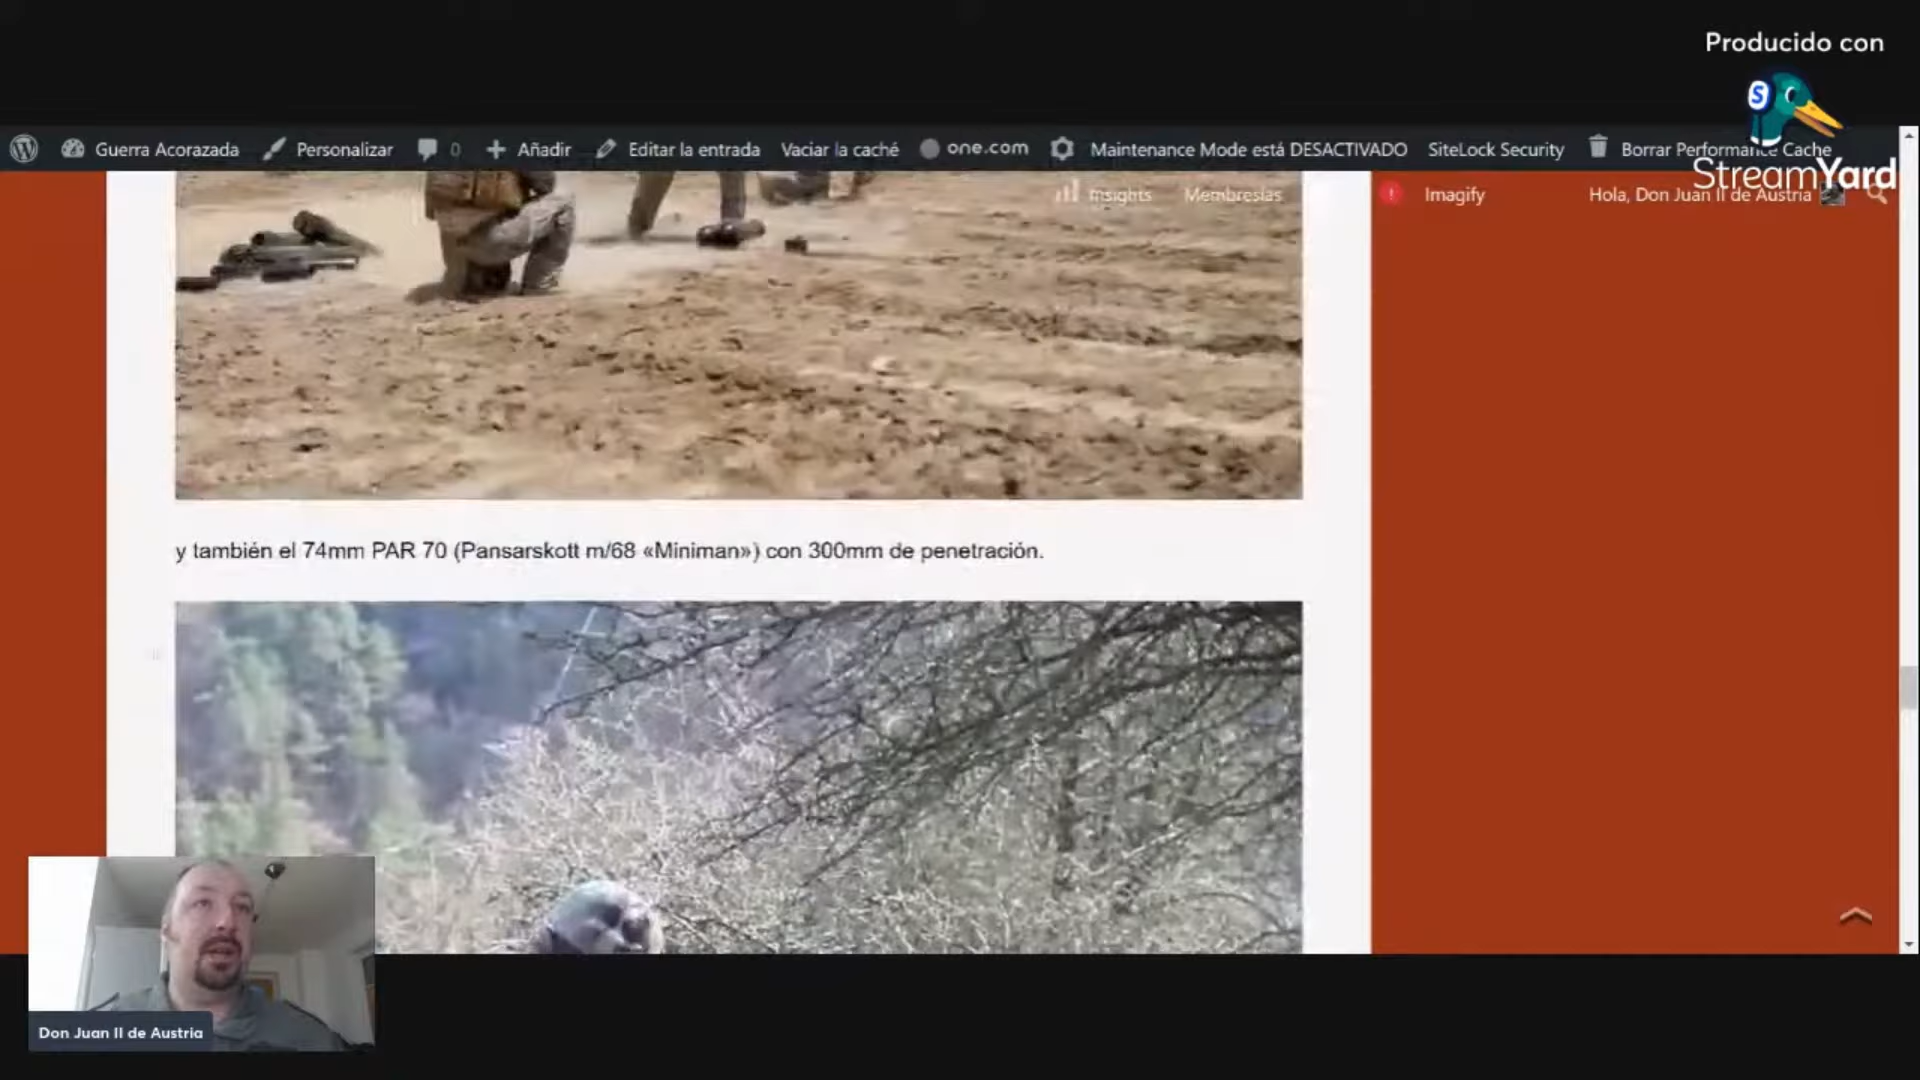 Producido con
StreamYard
Guerra Acorazada Personalizar 0 Añadir Editar la entrada Vaciar la caché one.com Maintenance Mode está DESACTIVADO SiteLock Security Borrar Performance Cache
Insights Membresías ! Imagify Hola, Don Juan II de Austria
y también el 74mm PAR 70 (Pansarskott m/68 «Miniman») con 300mm de penetración.
Don Juan II de Austria